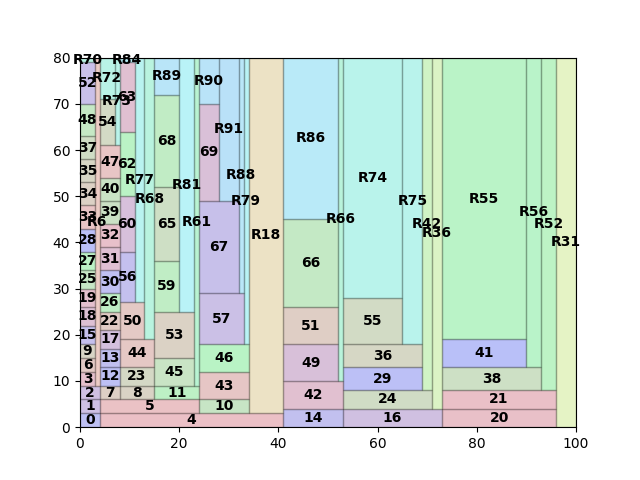 80 70 60 50 40 30 20 10 0
0 20 40 60 80 100
R70 R84
R72 R89 R90
52 63
R73
48 54 68 R91 R86
37 62 47 69
35 R77 R81 R88 R74
34 40 R68 R79 R75 R55
33 R6 39 60 65 R61 R66 R42 R56 R52
28 32 67 R18 R36 R31
27 31 56 66
25 30 59
19 26
18 22 50 57 55
15 17 53 51
9 13 44 46 36 41
6 49
3 12 23 45 43 29 38
2 7 8 11 42 24 21
1 5 10
0 4 14 16 20